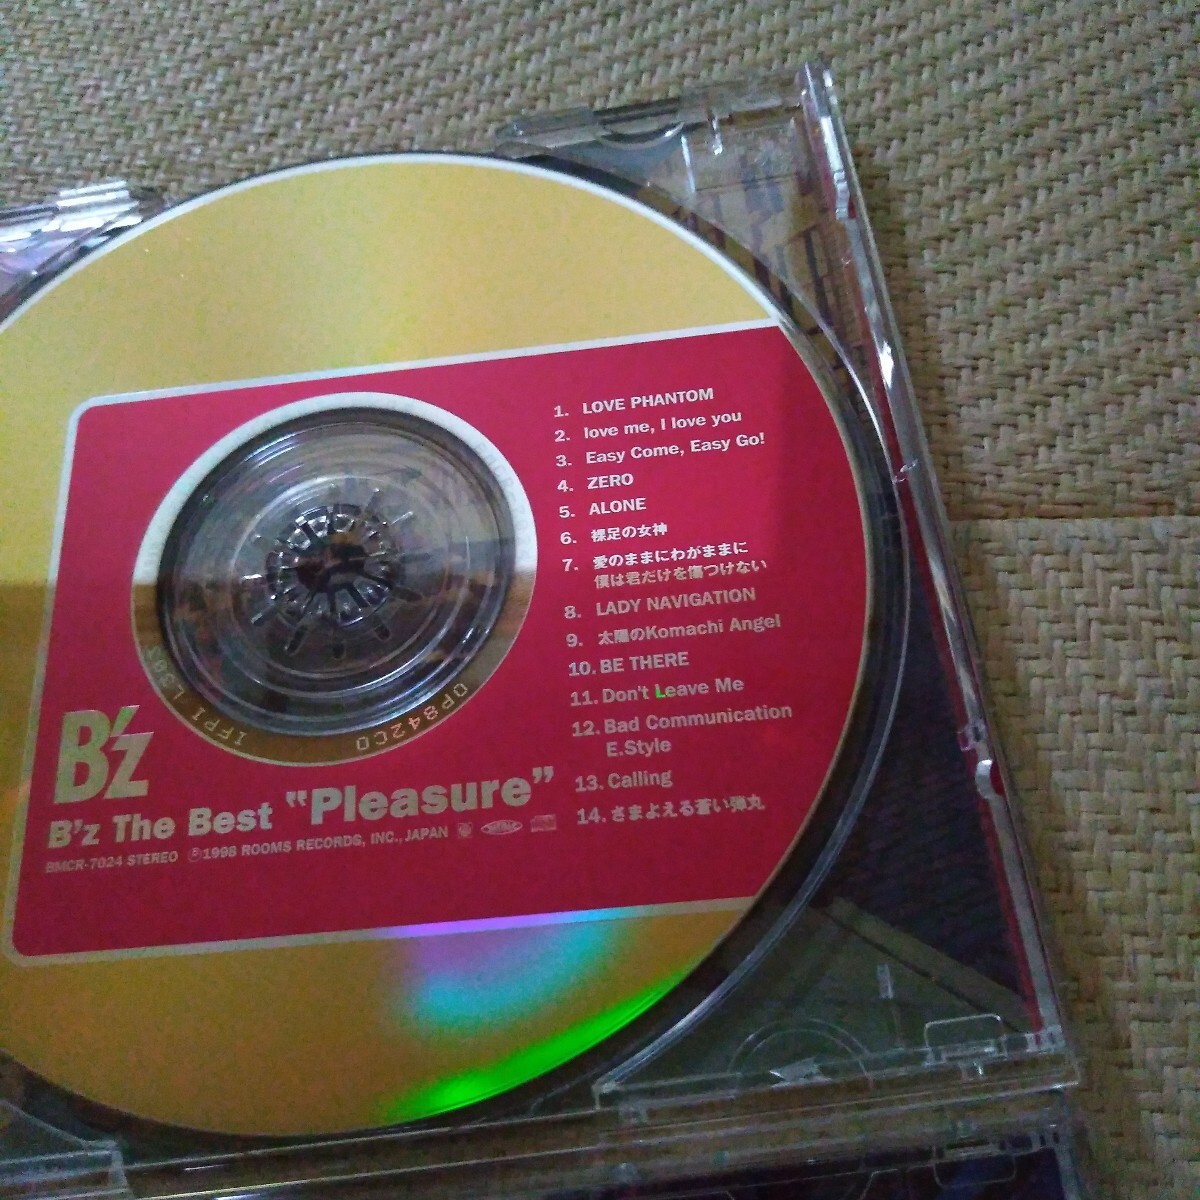 1. LOVE PHANTOM
2. love me, I love you
3. Easy Come, Easy Go!
4. ZERO
5. ALONE
6. 裸足の女神
7. 愛のままにわがままに
僕は君だけを傷つけない
8. LADY NAVIGATION
9. 太陽のKomachi Angel
10. BE THERE
11. Don't Leave Me
12. Bad Communication
E.Style
13. Calling
14. さまよえる蒼い弾丸
B'z
B'z The Best "Pleasure"
BMCR-7024 STEREO Ⓟ1998 ROOMS RECORDS, INC., JAPAN
IFPI L302
OP842CO